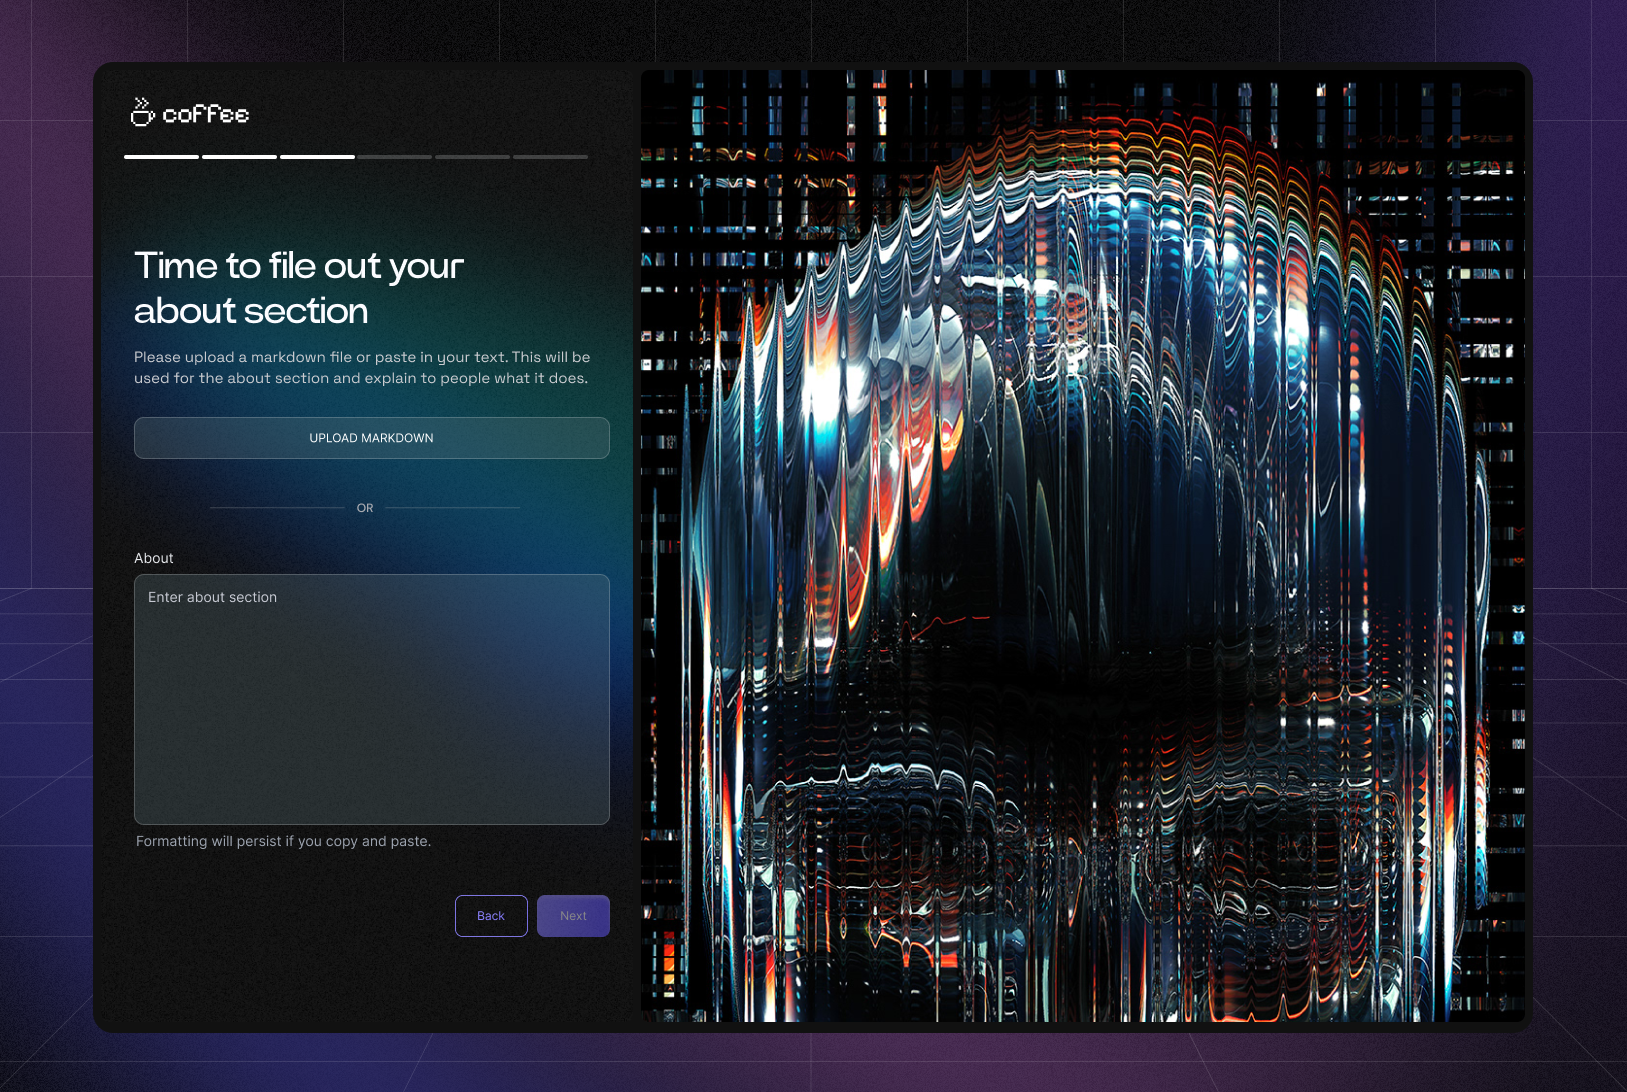 coffee
Time to file out your
about section
Please upload a markdown file or paste in your text. This will be
used for the about section and explain to people what it does.
UPLOAD MARKDOWN
OR
About
Enter about section
Formatting will persist if you copy and paste.
Back
Next